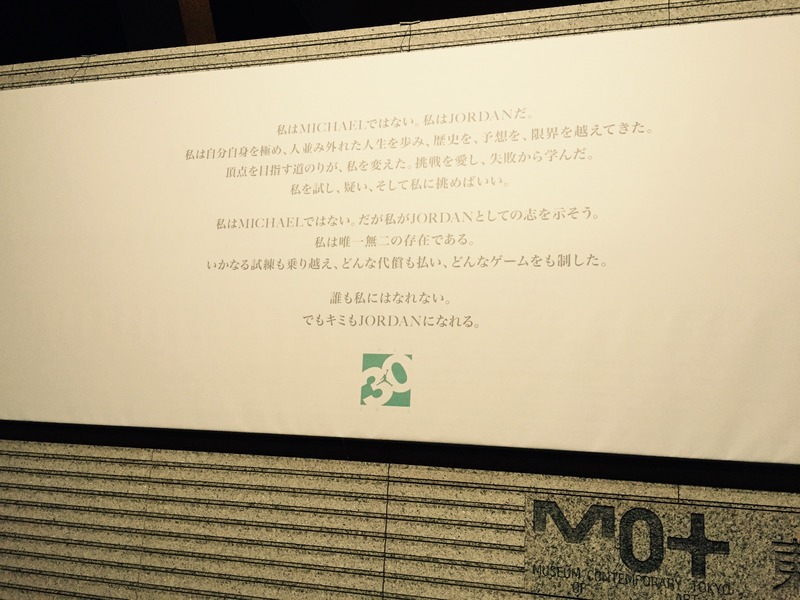 私はMICHAELではない。私はJORDANだ。
私は自分自身を極め、人並み外れた人生を歩み、歴史を、予想を、限界を越えてきた。
頂点を目指す道のりが、私を変えた。挑戦を愛し、失敗から学んだ。
私を試し、疑い、そして私に挑めばいい。
私はMICHAELではない。だが私がJORDANとしての志を示そう。
私は唯一無二の存在である。
いかなる試練も乗り越え、どんな代償も払い、どんなゲームをも制した。
誰も私にはなれない。
でもキミもJORDANになれる。
30
MO+
MUSEUM CONTEMPORARY TOKYO
OF ART